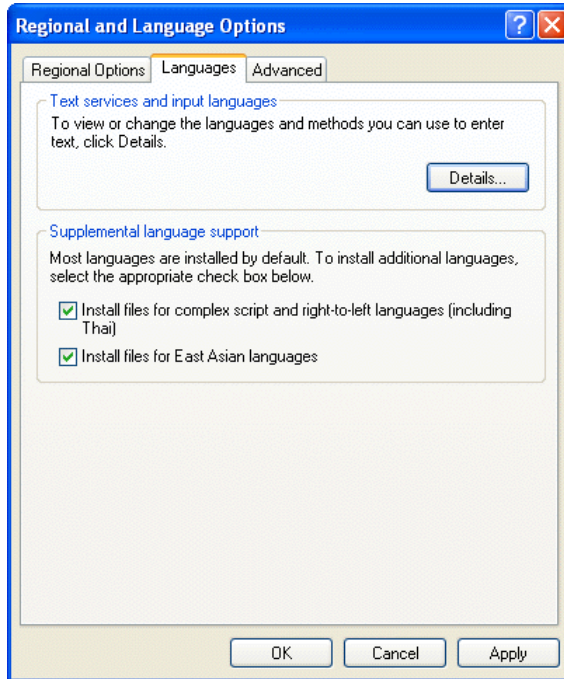 Regional and Language Options
Regional Options Languages Advanced
Text services and input languages
To view or change the languages and methods you can use to enter
text, click Details.
Details...
Supplemental language support
Most languages are installed by default. To install additional languages,
select the appropriate check box below.
Install files for complex script and right-to-left languages (including
Thai)
Install files for East Asian languages
OK Cancel Apply